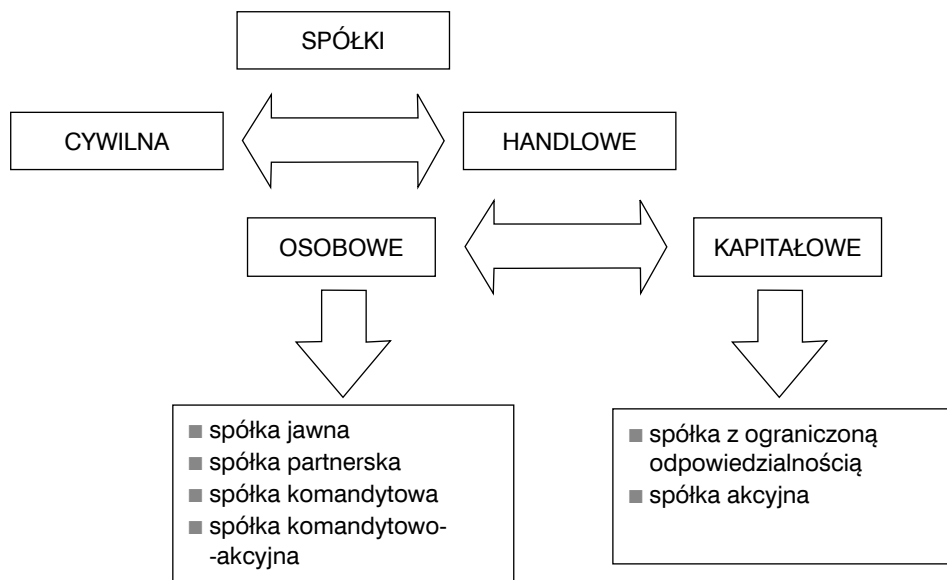 SPÓŁKI
CYWILNA
HANDLOWE
OSOBOWE
KAPITAŁOWE
■ spółka jawna
■ spółka partnerska
■ spółka komandytowa
■ spółka komandytowo-
-akcyjna
■ spółka z ograniczoną
odpowiedzialnością
■ spółka akcyjna